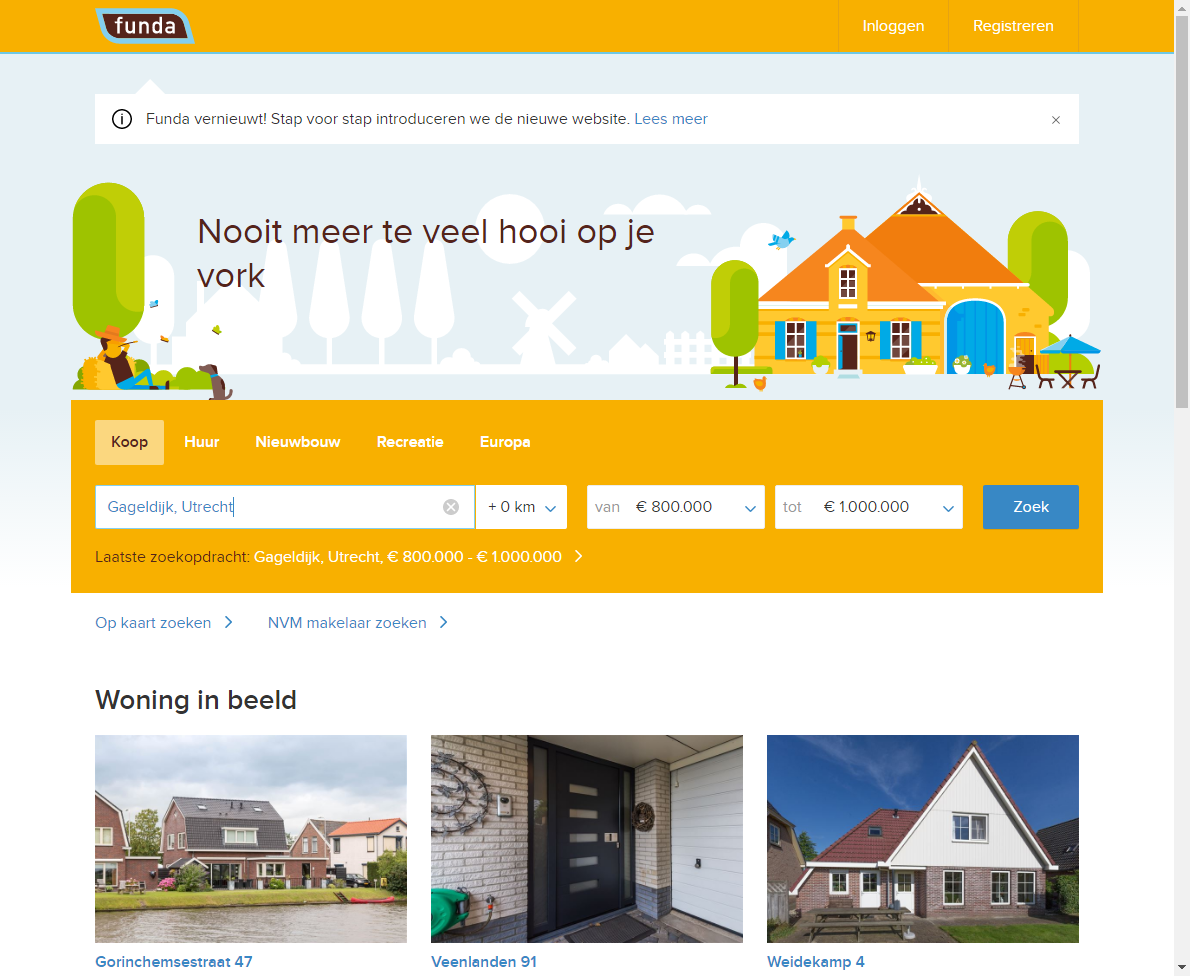 funda
Inloggen
Registreren
Funda vernieuwt! Stap voor stap introduceren we de nieuwe website. Lees meer
Nooit meer te veel hooi op je
vork
Koop
Huur
Nieuwbouw
Recreatie
Europa
Gageldijk, Utrecht
+ 0 km
van € 800.000
tot € 1.000.000
Zoek
Laatste zoekopdracht: Gageldijk, Utrecht, € 800.000 - € 1.000.000
Op kaart zoeken
NVM makelaar zoeken
Woning in beeld
Gorinchemsestraat 47
Veenlanden 91
Weidekamp 4